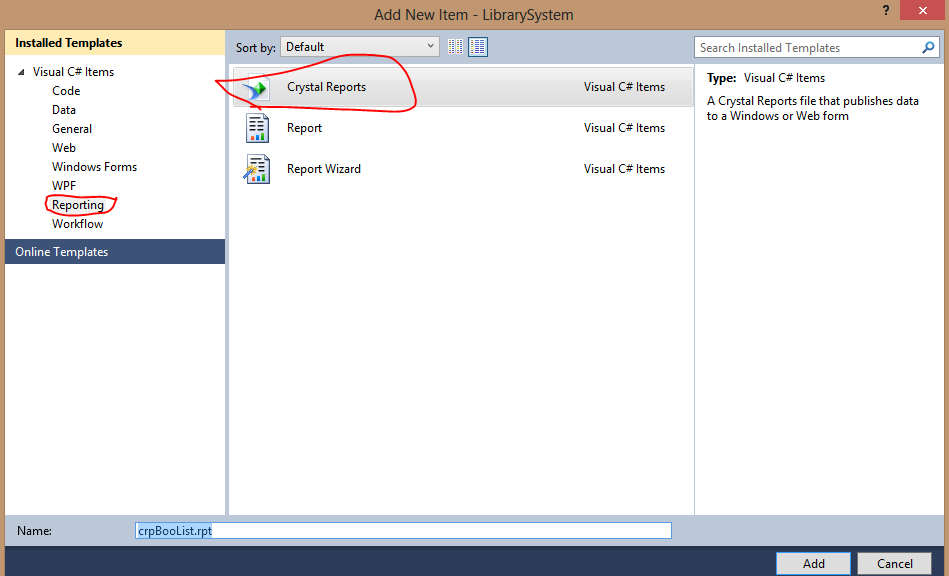 Add New Item - LibrarySystem
?
Installed Templates
Visual C# Items
Code
Data
General
Web
Windows Forms
WPF
Reporting
Workflow
Online Templates
Sort by: Default
Search Installed Templates
Crystal Reports Visual C# Items
Report Visual C# Items
Report Wizard Visual C# Items
Type: Visual C# Items
A Crystal Reports file that publishes data
to a Windows or Web form
Name: crpBooList.rpt
Add Cancel